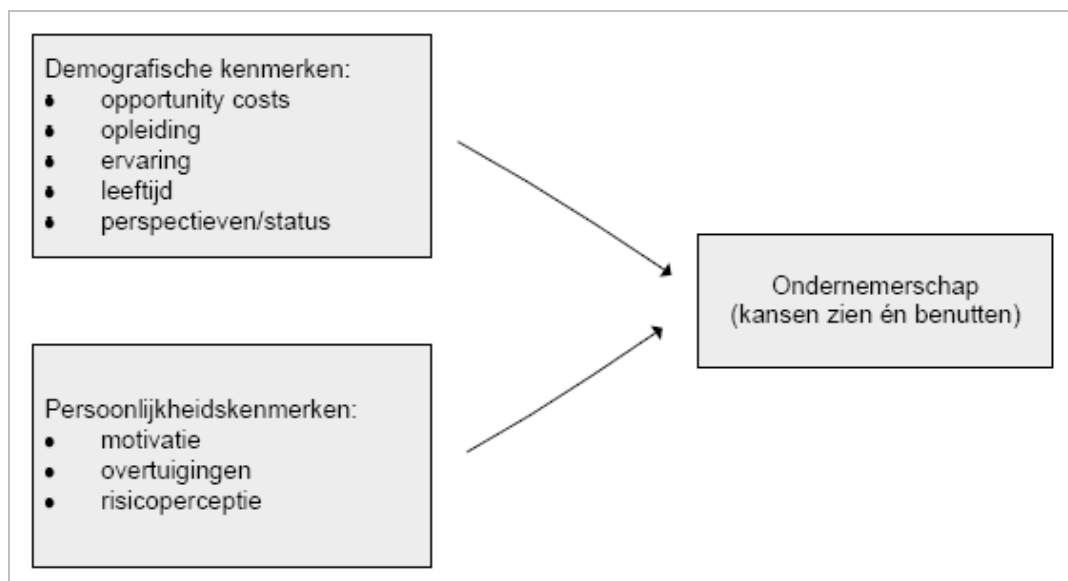 Demografische kenmerken:
• opportunity costs
• opleiding
• ervaring
• leeftijd
• perspectieven/status
Ondernemerschap
(kansen zien én benutten)
Persoonlijkheidskenmerken:
• motivatie
• overtuigingen
• risicoperceptie